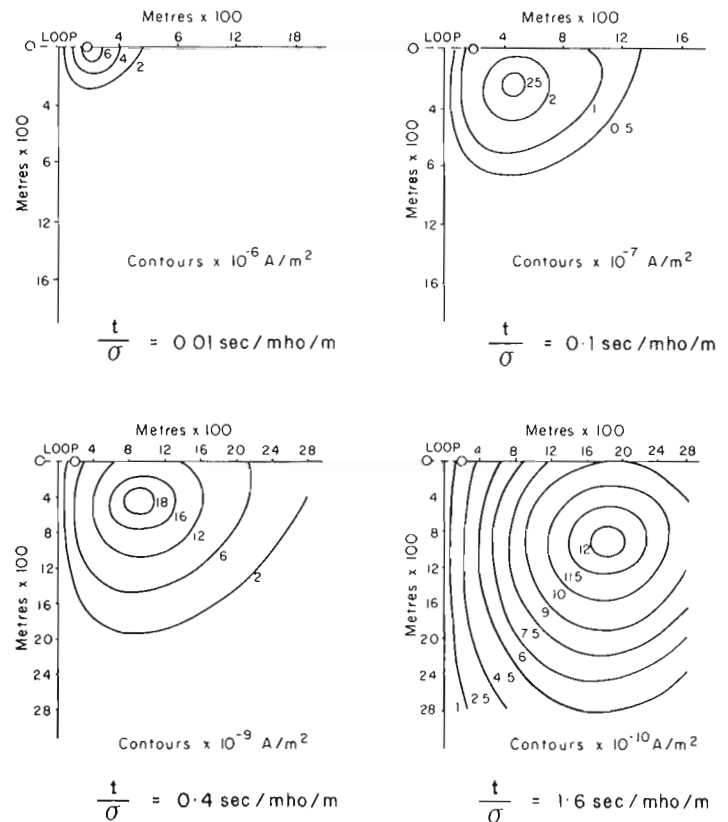 Metres x 100
LOOP 4 6 12 18
6 4 2
4
6
12
16
Metres x 100
Contours x 10⁻⁶ A/m²
t
σ = 0 01 sec/mho/m
Metres x 100
LOOP 4 8 12 16
25
2
1
0 5
4
6
12
16
Metres x 100
Contours x 10⁻⁷ A/m²
t
σ = 0·1 sec/mho/m
Metres x 100
LOOP 4 8 12 16 20 24 28
18
16
12
6
2
4
8
12
16
20
24
28
Metres x 100
Contours x 10⁻⁹ A/m²
t
σ = 0·4 sec/mho/m
Metres x 100
LOOP 4 8 12 16 20 24 28
12
11 5
10
9
7 5
6
4 5
2 5
1
4
8
12
16
20
24
28
Metres x 100
Contours x 10⁻¹⁰ A/m²
t
σ = 1·6 sec/mho/m